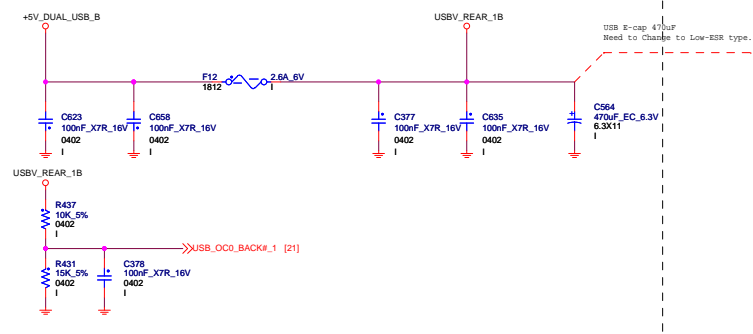 +5V_DUAL_USB_B
USBV_REAR_1B
USB E-cap 470uF
Need to Change to Low-ESR type.
F12
1812
2.6A_6V
I
C623
100nF_X7R_16V
0402
I
C658
100nF_X7R_16V
0402
I
C377
100nF_X7R_16V
0402
I
C635
100nF_X7R_16V
0402
I
C564
470uF_EC_6.3V
6.3X11
I
USBV_REAR_1B
R437
10K_5%
0402
I
USB_OC0_BACK#_1 [21]
R431
15K_5%
0402
I
C378
100nF_X7R_16V
0402
I